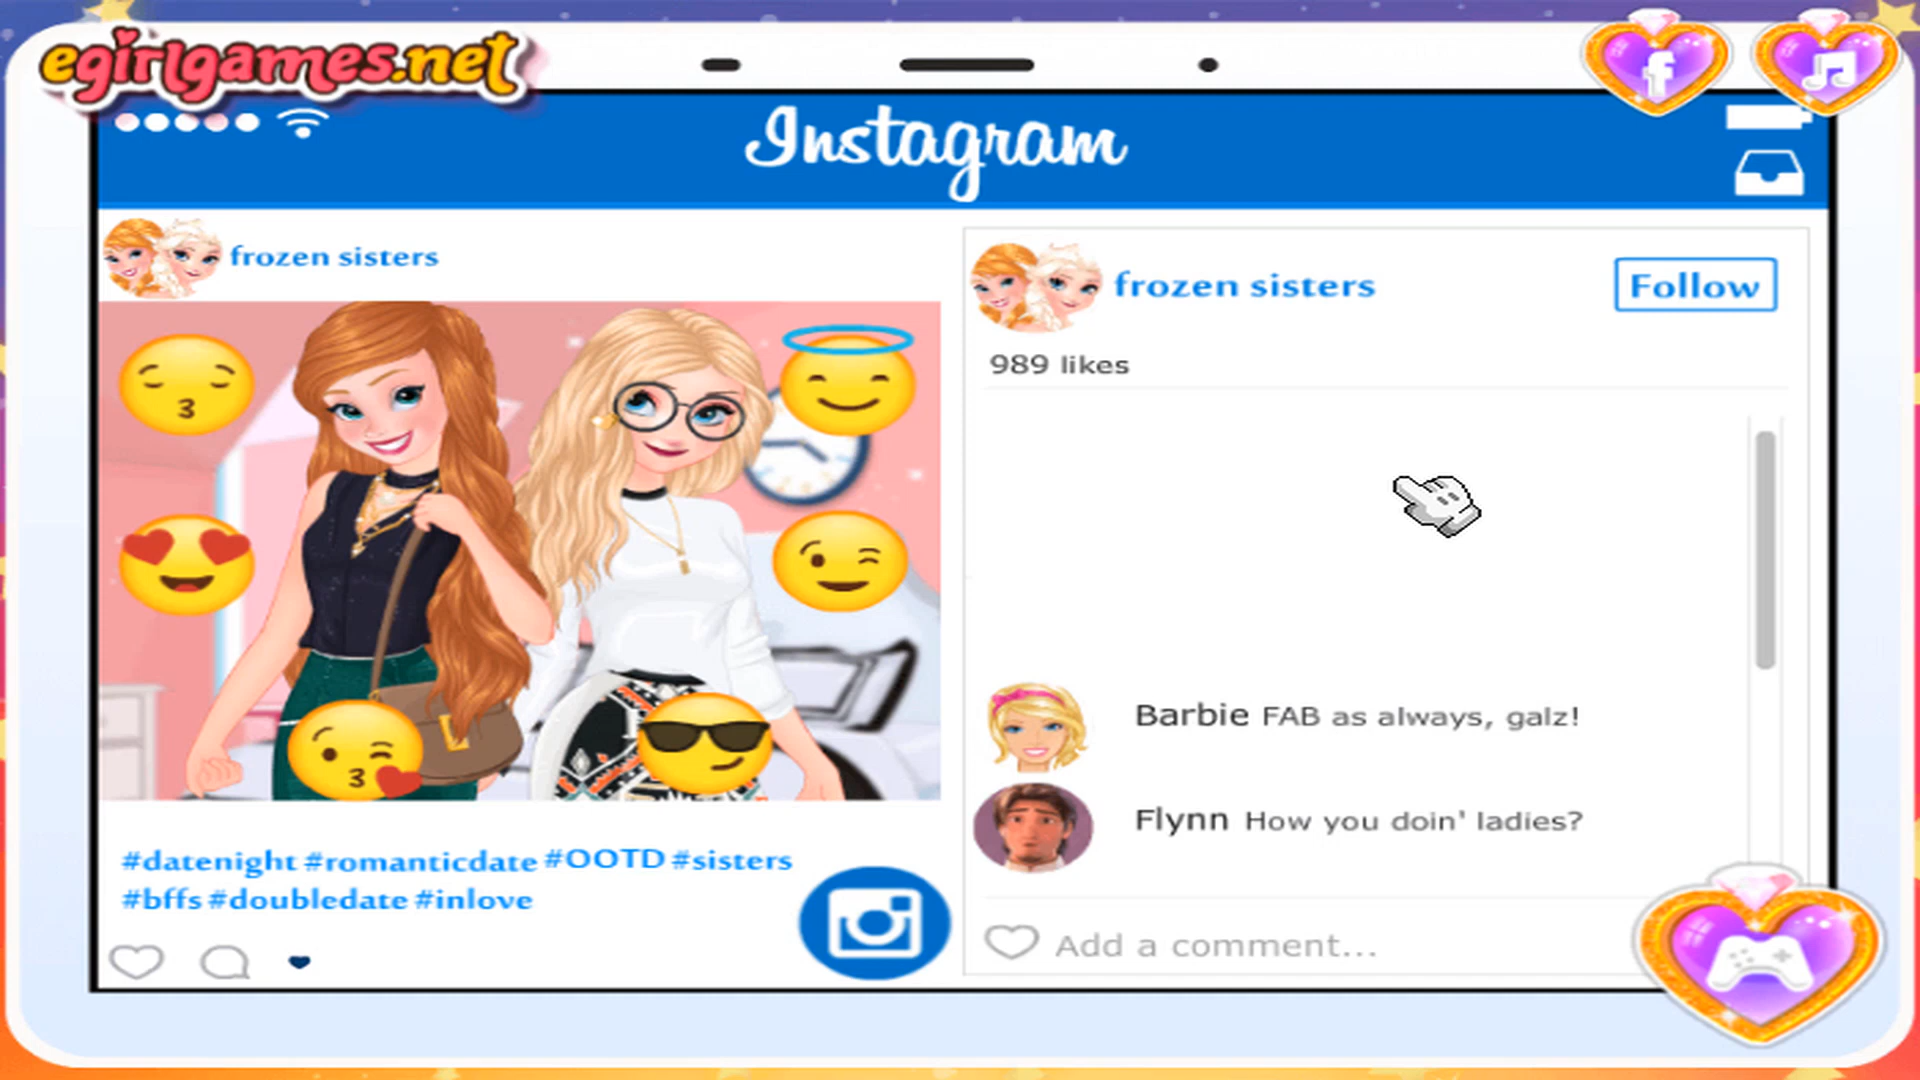 egirlgames.net
Instagram
frozen sisters
#datenight #romanticdate #OOTD #sisters
#bffs #doubledate #inlove
frozen sisters
Follow
989 likes
Barbie FAB as always, galz!
Flynn How you doin' ladies?
Add a comment...